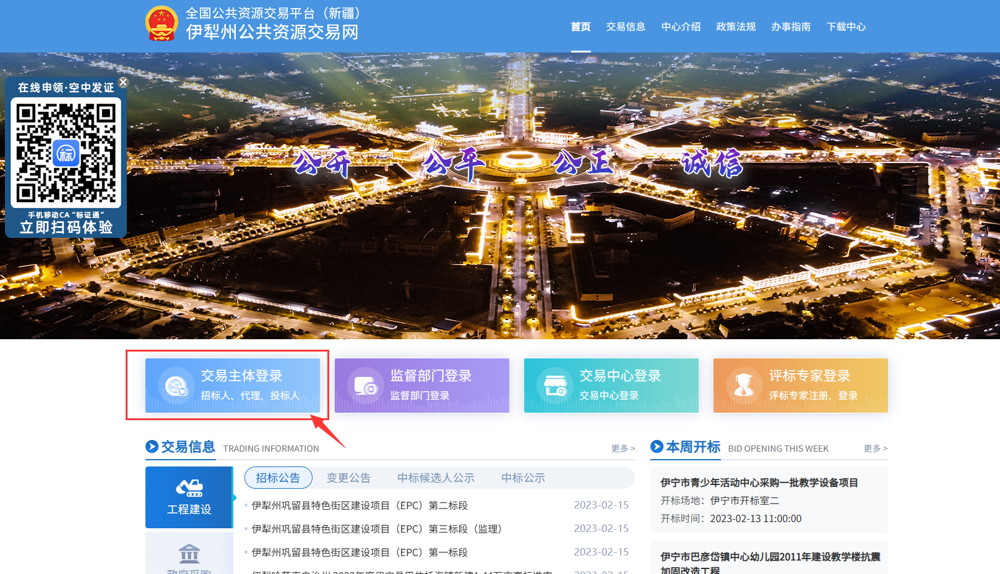 全国公共资源交易平台（新疆）
伊犁州公共资源交易网
首页 交易信息 中心介绍 政策法规 办事指南 下载中心
在线申领·空中发证
标
手机移动CA“标证通”
立即扫码体验
公开 公平 公正 诚信
交易主体登录
招标人、代理、投标人
监督部门登录
监督部门登录
交易中心登录
交易中心登录
评标专家登录
评标专家注册、登录
交易信息 TRADING INFORMATION 更多 >
工程建设
政府采购
招标公告 变更公告 中标候选人公示 中标公示
伊犁州巩留县特色街区建设项目（EPC）第二标段 2023-02-15
伊犁州巩留县特色街区建设项目（EPC）第三标段（监理） 2023-02-15
伊犁州巩留县特色街区建设项目（EPC）第一标段 2023-02-15
本周开标 BID OPENING THIS WEEK 更多 >
伊宁市青少年活动中心采购一批教学设备项目
开标场地：伊宁市开标室二
开标时间：2023-02-13 11:00:00
伊宁市巴彦岱镇中心幼儿园2011年建设教学楼抗震
加固改造工程